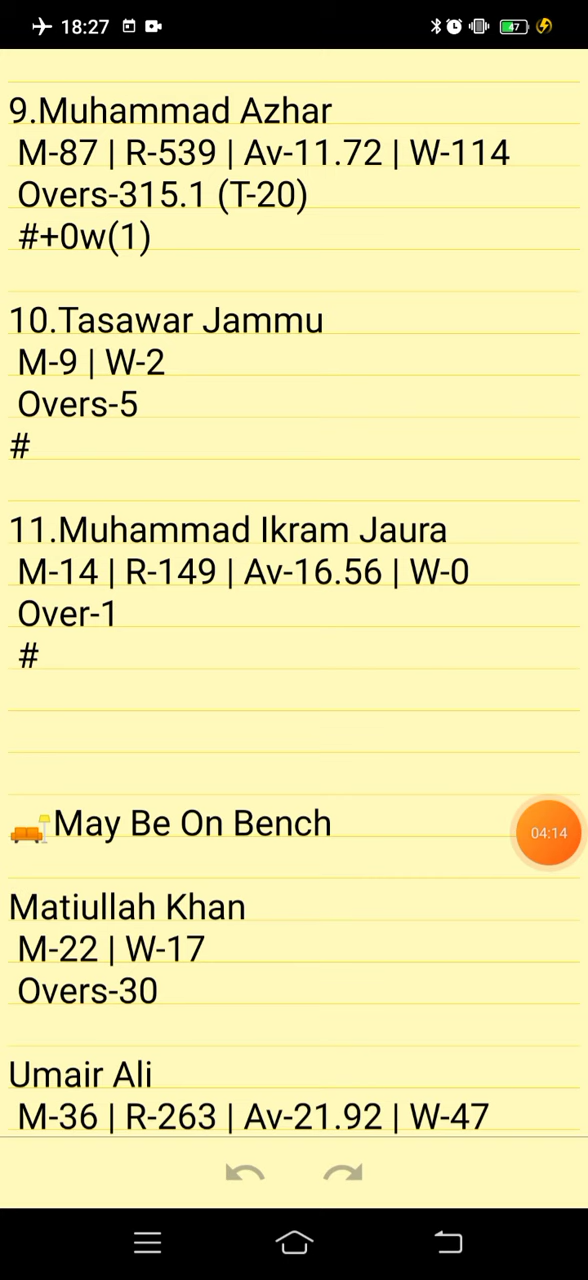 18:27
47
9.Muhammad Azhar
M-87 | R-539 | Av-11.72 | W-114
Overs-315.1 (T-20)
#+0w(1)
10.Tasawar Jammu
M-9 | W-2
Overs-5
#
11.Muhammad Ikram Jaura
M-14 | R-149 | Av-16.56 | W-0
Over-1
#
🛋️May Be On Bench
04:14
Matiullah Khan
M-22 | W-17
Overs-30
Umair Ali
M-36 | R-263 | Av-21.92 | W-47